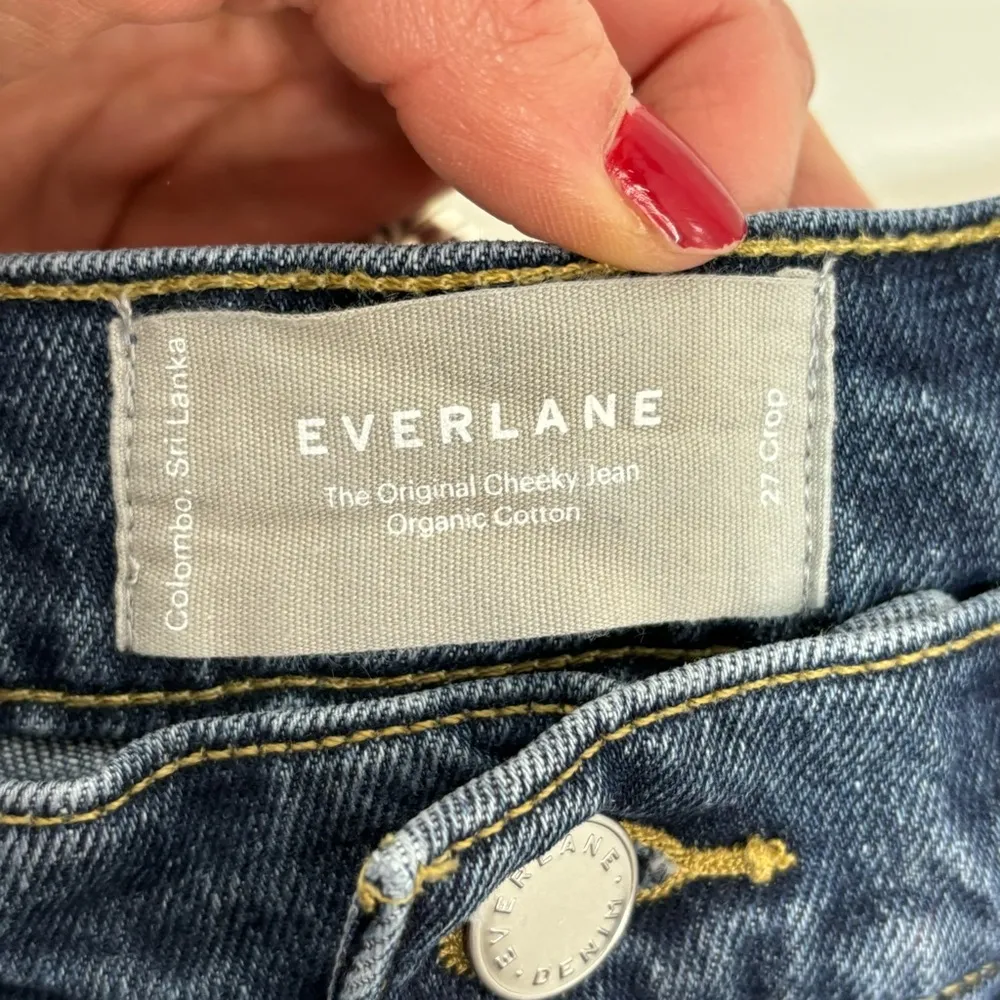 Colombo, Sri Lanka
EVERLANE
The Original Cheeky Jean
Organic Cotton
27 Crop
EVERLANE
· DENIM ·